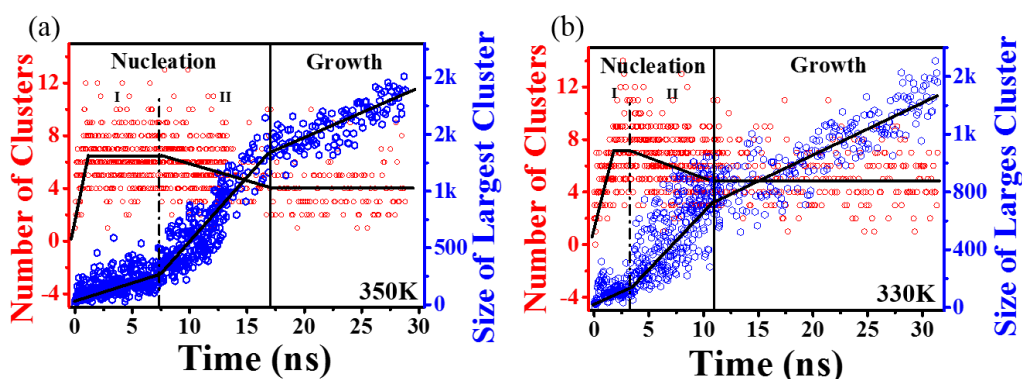 (a)
Number of Clusters
12
8
4
0
-4
Nucleation
Growth
I
II
350K
2k
2k
1k
500
0
Size of Largest Cluster
0
5
10
15
20
25
30
Time (ns)
(b)
Number of Clusters
12
8
4
0
-4
Nucleation
Growth
I
II
330K
2k
1k
800
400
0
Size of Largest Cluster
0
5
10
15
20
25
30
Time (ns)